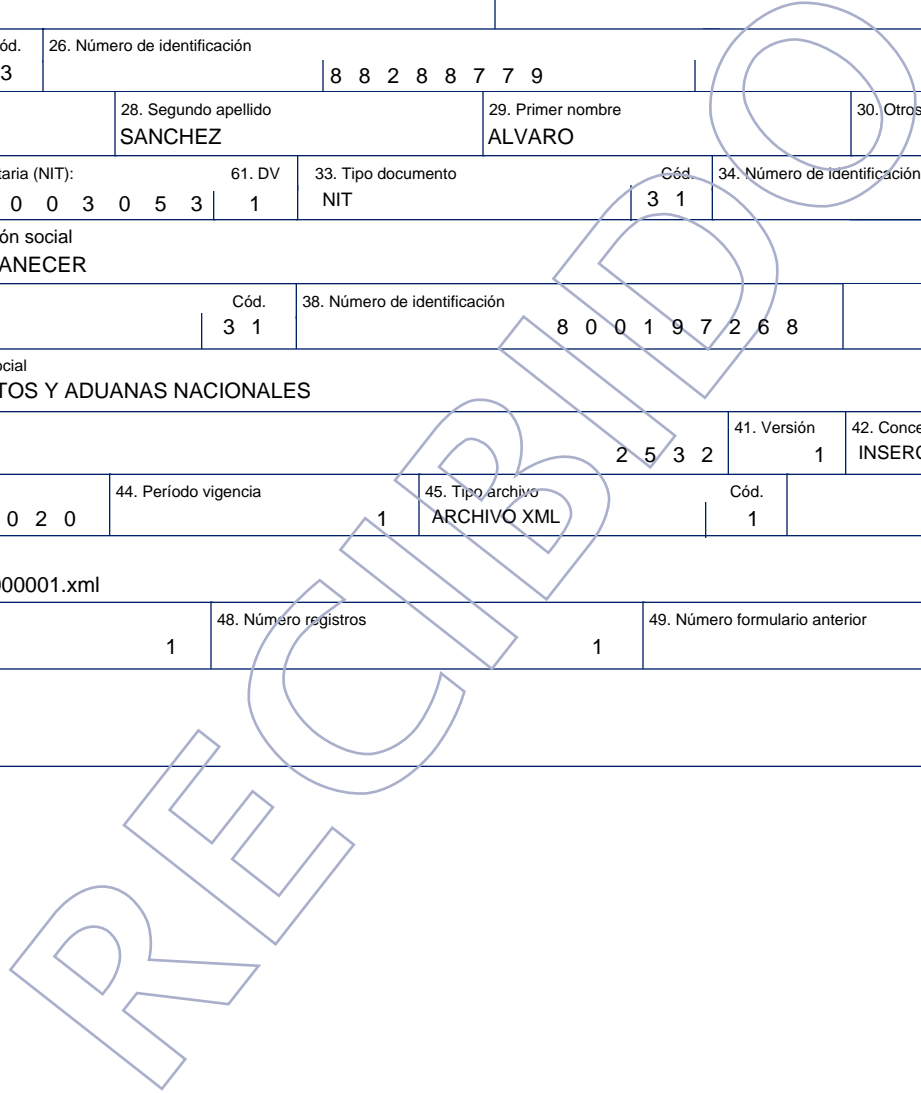 ód. 26. Número de identificación
3 8 8 2 8 8 7 7 9
28. Segundo apellido 29. Primer nombre 30. Otros
SANCHEZ ALVARO
taria (NIT): 61. DV 33. Tipo documento Cód. 34. Número de identificación
0 0 3 0 5 3 1 NIT 3 1
ón social
ANECER
Cód. 38. Número de identificación
3 1 8 0 0 1 9 7 2 6 8
ocial
TOS Y ADUANAS NACIONALES
41. Versión 42. Conce
2 5 3 2 1 INSERC
44. Período vigencia 45. Tipo archivo Cód.
0 2 0 1 ARCHIVO XML 1
000001.xml
48. Número registros 49. Número formulario anterior
1 1
RECIBIDO